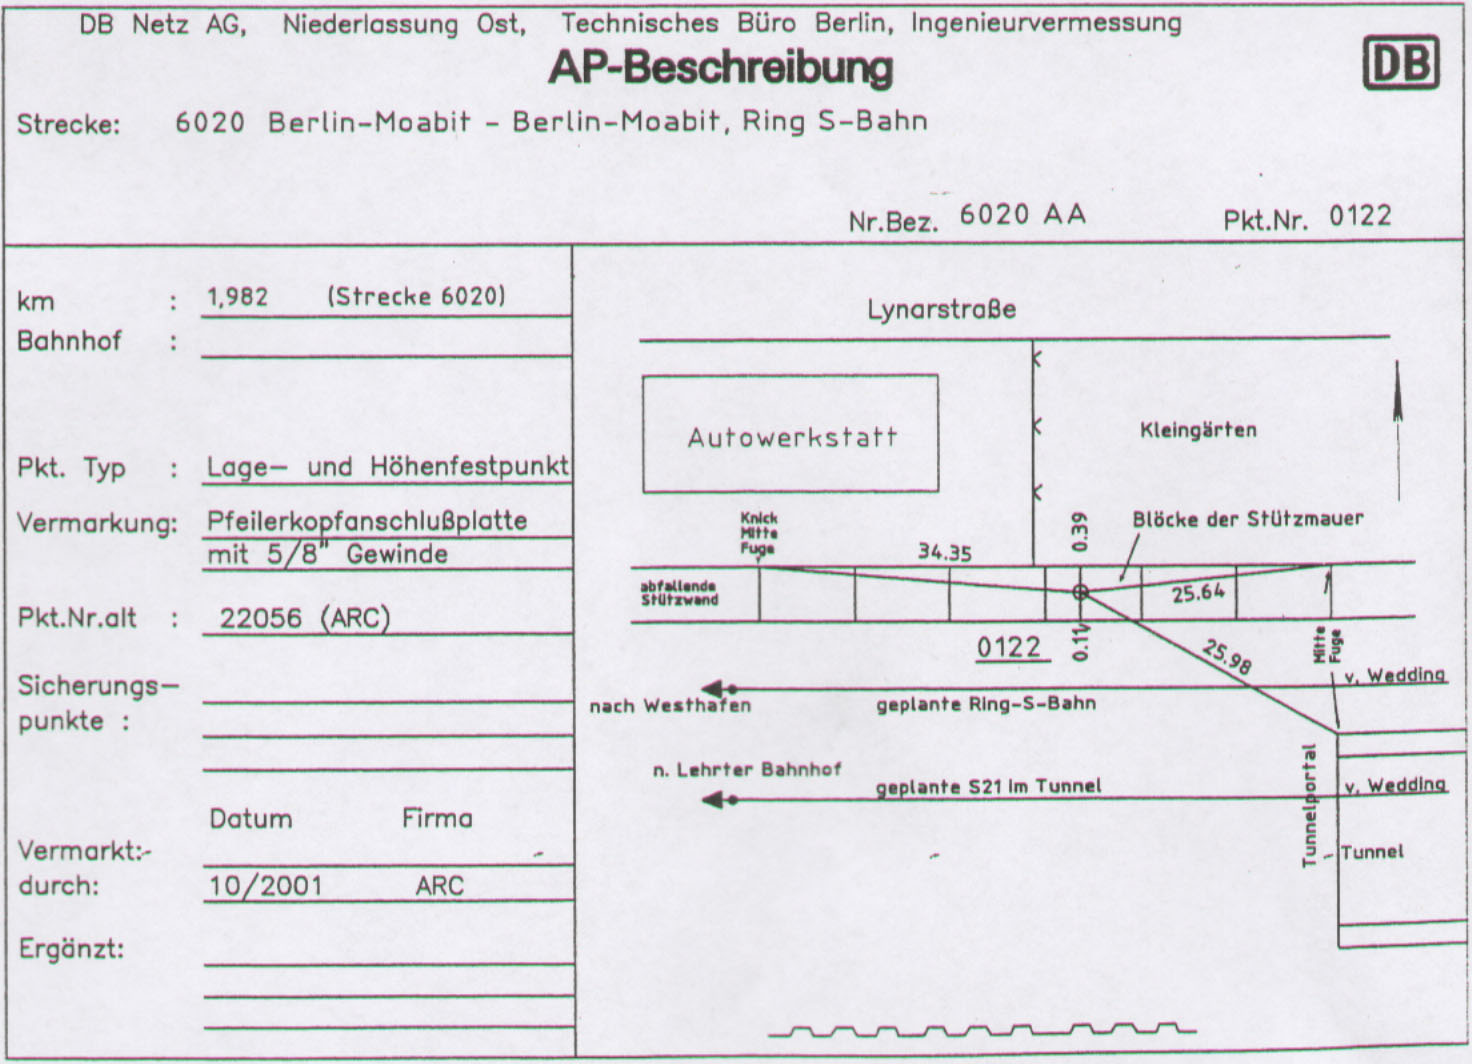 DB Netz AG, Niederlassung Ost, Technisches Büro Berlin, Ingenieurvermessung
AP-Beschreibung
DB
Strecke: 6020 Berlin-Moabit - Berlin-Moabit, Ring S-Bahn
Nr.Bez. 6020 AA Pkt.Nr. 0122
km : 1,982 (Strecke 6020)
Bahnhof :
Pkt. Typ : Lage- und Höhenfestpunkt
Vermarkung: Pfeilerkopfanschlußplatte
mit 5/8" Gewinde
Pkt.Nr.alt : 22056 (ARC)
Sicherungs-
punkte :
Datum Firma
Vermarkt:-
durch: 10/2001 ARC
Ergänzt:
Lynarstraße
Autowerkstatt
Kleingärten
Knick
Mitte
Fuge
34.35
0.39
Blöcke der Stützmauer
abfallende
Stützwand
25.64
0122
0.11
25.98
Mitte
Fuge
v. Wedding
nach Westhafen
geplante Ring-S-Bahn
n. Lehrter Bahnhof
geplante S21 im Tunnel
v. Wedding
Tunnelportal
Tunnel